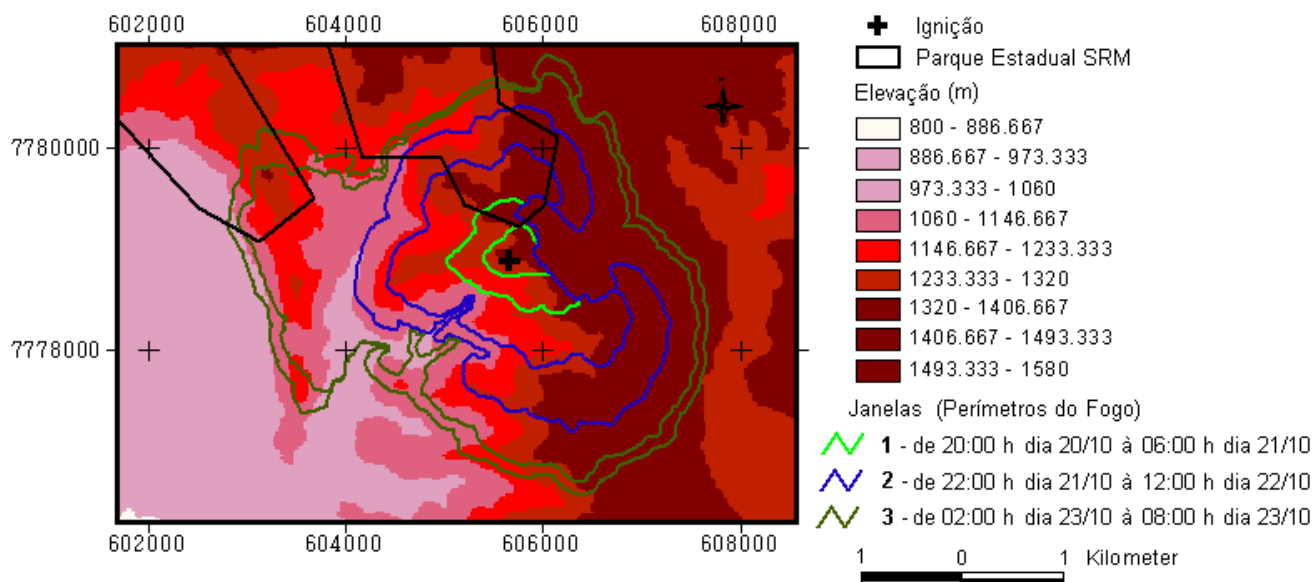 602000 604000 606000 608000
7780000
7778000
602000 604000 606000 608000
Ignição
Parque Estadual SRM
Elevação (m)
800 - 886.667
886.667 - 973.333
973.333 - 1060
1060 - 1146.667
1146.667 - 1233.333
1233.333 - 1320
1320 - 1406.667
1406.667 - 1493.333
1493.333 - 1580
Janelas (Perímetros do Fogo)
1 - de 20:00 h dia 20/10 à 06:00 h dia 21/10
2 - de 22:00 h dia 21/10 à 12:00 h dia 22/10
3 - de 02:00 h dia 23/10 à 08:00 h dia 23/10
1 0 1 Kilometer